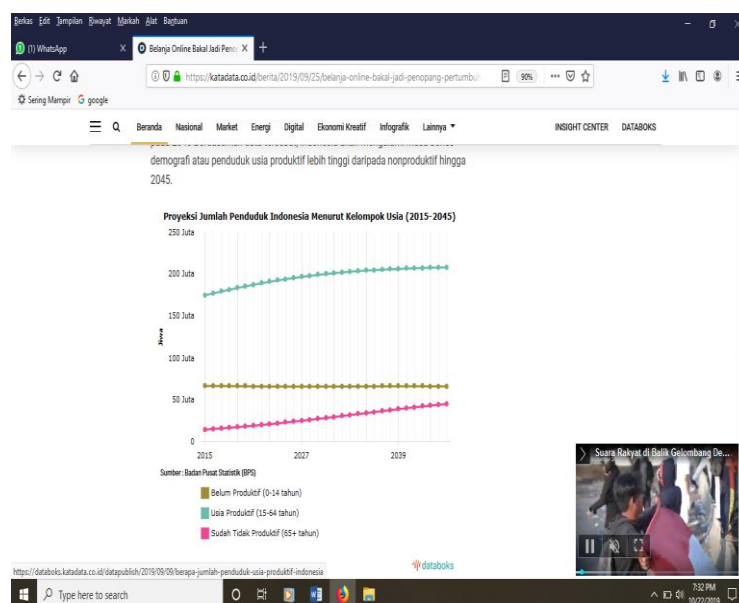 Berkas Edit Tampilan Riwayat Markah Alat Bantuan
(1) WhatsApp X Belanja Online Bakal Jadi Peno X +
https://katadata.co.id/berita/2019/09/25/belanja-online-bakal-jadi-penopang-pertumbu 90%
Sering Mampir google
Beranda Nasional Market Energi Digital Ekonomi Kreatif Infografik Lainnya INSIGHT CENTER DATABOKS
demografi atau penduduk usia produktif lebih tinggi daripada nonproduktif hingga
2045.
Proyeksi Jumlah Penduduk Indonesia Menurut Kelompok Usia (2015-2045)
250 Juta
200 Juta
150 Juta
100 Juta
50 Juta
0
Jiwa
2015 2027 2039
Sumber: Badan Pusat Statistik (BPS)
Belum Produktif (0-14 tahun)
Usia Produktif (15-64 tahun)
Sudah Tidak Produktif (65+ tahun)
databoks
Suara Rakyat di Balik Gelombang De...
https://databoks.katadata.co.id/datapublish/2019/09/09/berapa-jumlah-penduduk-usia-produktif-indonesia
Type here to search
7:32 PM
10/22/2019